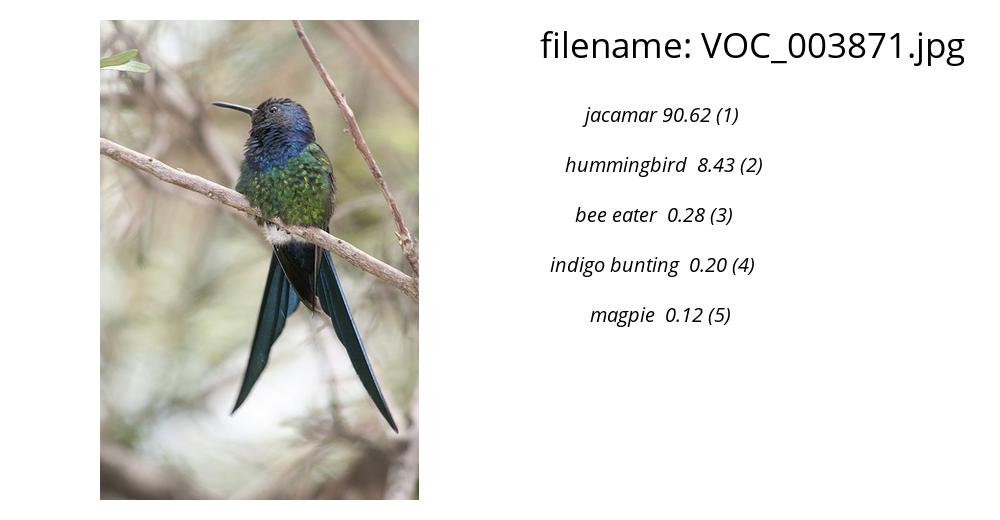 filename: VOC_003871.jpg
jacamar 90.62 (1)
hummingbird 8.43 (2)
bee eater 0.28 (3)
indigo bunting 0.20 (4)
magpie 0.12 (5)